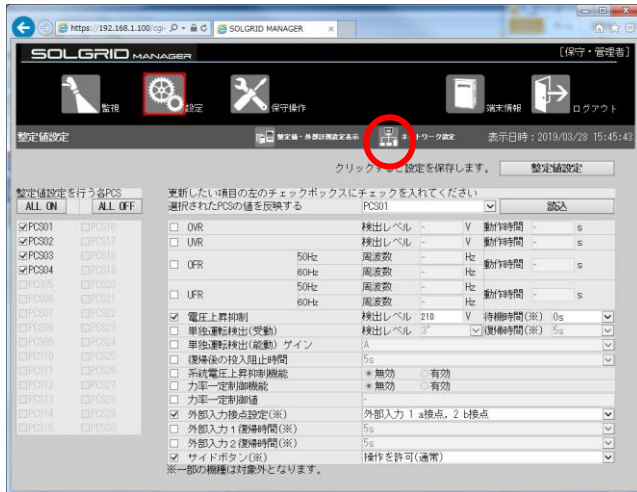 https://192.168.1.100/cgi-
SOLGRID MANAGER
SOLGRID MANAGER
[保守・管理者]
監視
設定
保守操作
端末情報
ログアウト
整定値設定
整定値・外部計測設定表示
ネットワーク設定
表示日時：2019/03/28 15:45:43
クリックすると設定を保存します。
整定値設定
整定値設定を行う各PCS
ALL ON
ALL OFF
更新したい項目の左のチェックボックスにチェックを入れてください
選択されたPCSの値を反映する
PCS01
読込
PCS01 PCS16
PCS02 PCS17
PCS03 PCS18
PCS04 PCS19
PCS05 PCS20
PCS06 PCS21
PCS07 PCS22
PCS08 PCS23
PCS09 PCS24
PCS10 PCS25
PCS11 PCS26
PCS12 PCS27
PCS13 PCS28
PCS14 PCS29
PCS15 PCS30
OVR 検出レベル - V 動作時間 - s
UVR 検出レベル - V 動作時間 - s
OFR 50Hz 周波数 - Hz 動作時間 - s
60Hz 周波数 - Hz
UFR 50Hz 周波数 - Hz 動作時間 - s
60Hz 周波数 - Hz
電圧上昇抑制 検出レベル 210 V 待機時間(※) 0s
単独運転検出(受動) 検出レベル 3° 復帰時間(※) 5s
単独運転検出(能動) ゲイン A
復帰後の投入阻止時間 5s
系統電圧上昇抑制機能 無効 有効
力率一定制御機能 無効 有効
力率一定制御値 -
外部入力接点設定(※) 外部入力 1 a接点, 2 b接点
外部入力1復帰時間(※) 5s
外部入力2復帰時間(※) 5s
サイドボタン(※) 操作を許可(通常)
※一部の機種は対象外となります。